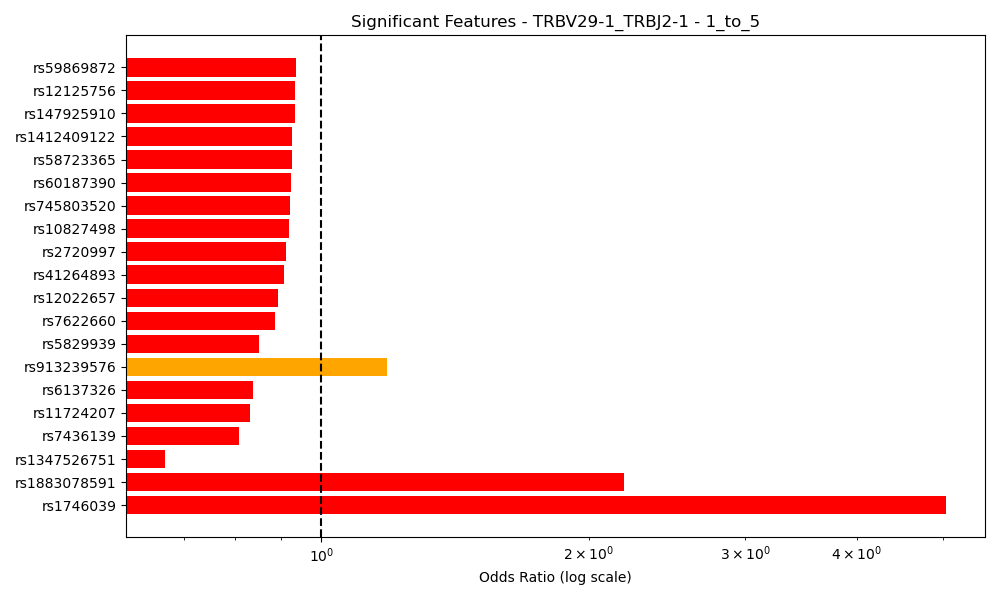 Significant Features - TRBV29-1_TRBJ2-1 - 1_to_5
rs59869872
rs12125756
rs147925910
rs1412409122
rs58723365
rs60187390
rs745803520
rs10827498
rs2720997
rs41264893
rs12022657
rs7622660
rs5829939
rs913239576
rs6137326
rs11724207
rs7436139
rs1347526751
rs1883078591
rs1746039
10⁰ 2 × 10⁰ 3 × 10⁰ 4 × 10⁰
Odds Ratio (log scale)